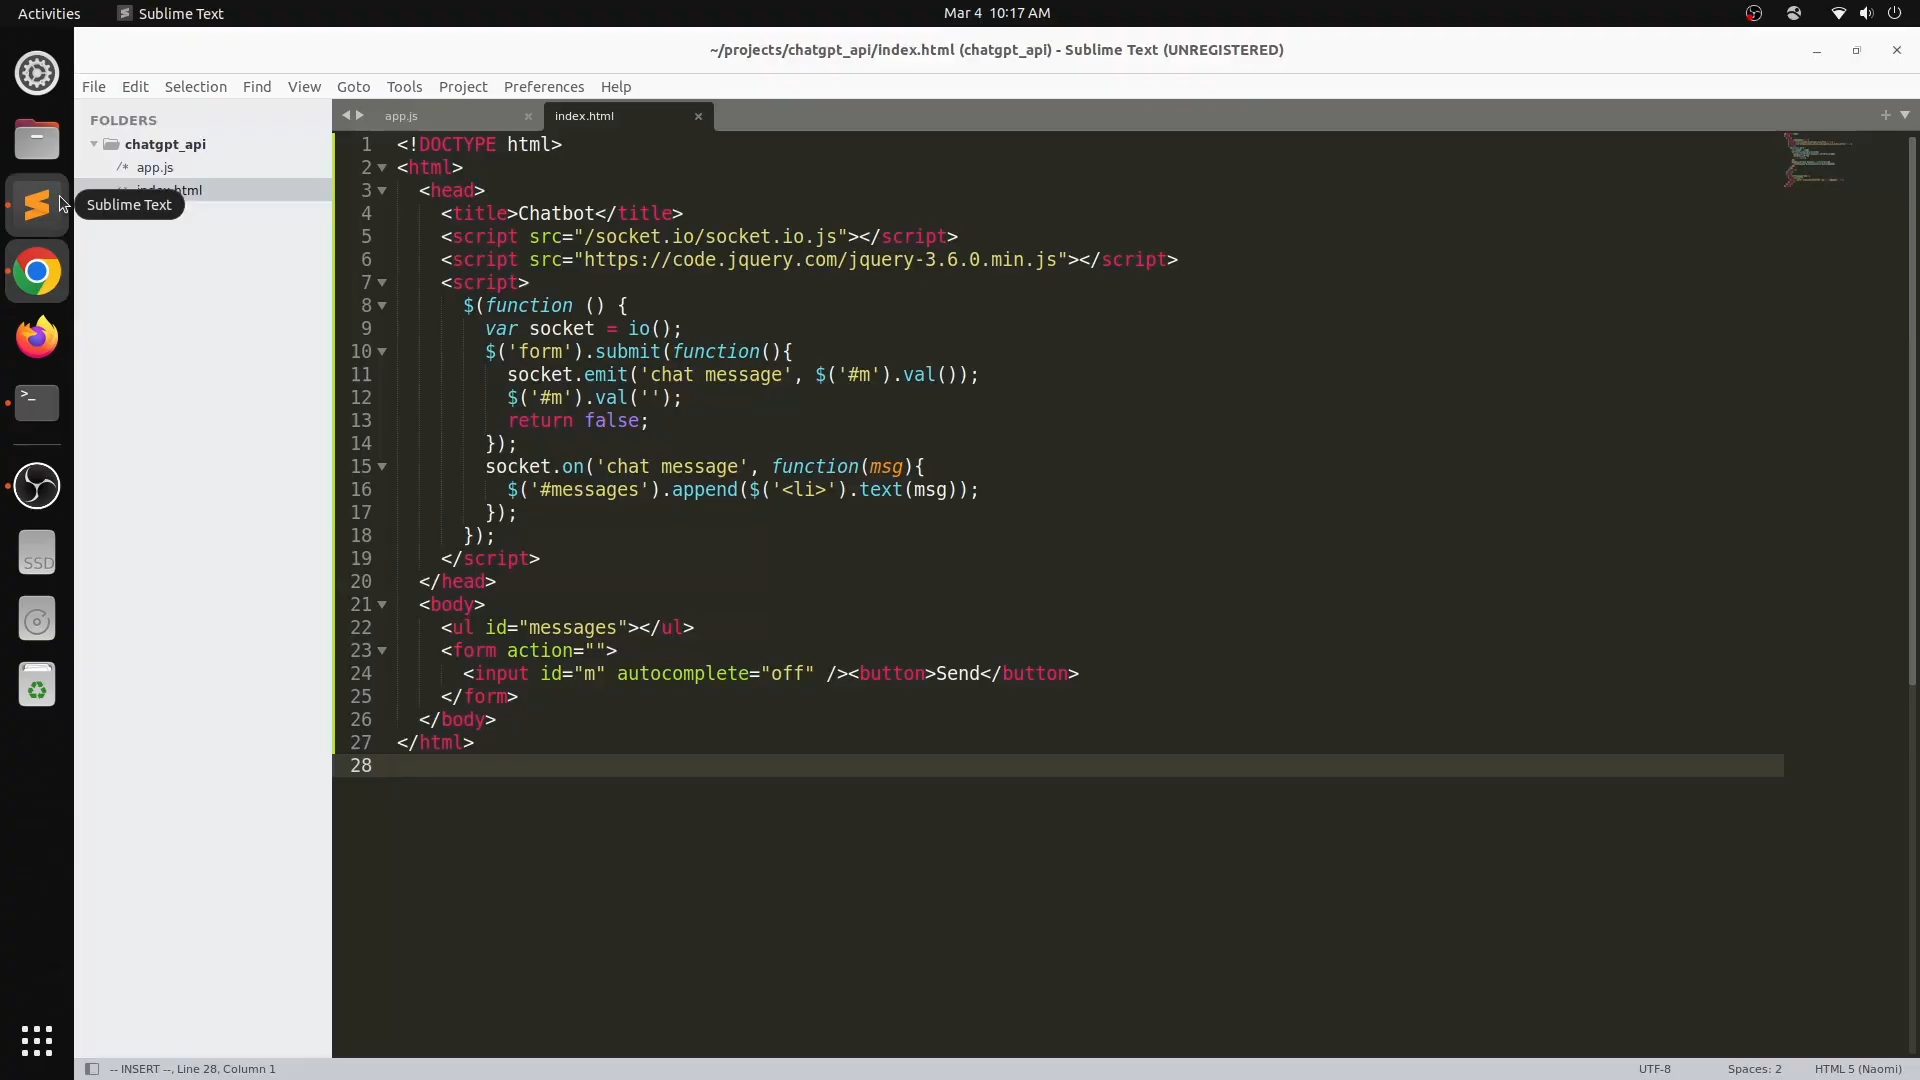 Activities
Sublime Text
Mar 4 10:17 AM
~/projects/chatgpt_api/index.html (chatgpt_api) - Sublime Text (UNREGISTERED)
File Edit Selection Find View Goto Tools Project Preferences Help
FOLDERS
chatgpt_api
/* app.js
index.html
Sublime Text
SSD
app.js
index.html
1 <!DOCTYPE html>
2 <html>
3 <head>
4 <title>Chatbot</title>
5 <script src="/socket.io/socket.io.js"></script>
6 <script src="https://code.jquery.com/jquery-3.6.0.min.js"></script>
7 <script>
8 $(function () {
9 var socket = io();
10 $('form').submit(function(){
11 socket.emit('chat message', $('#m').val());
12 $('#m').val('');
13 return false;
14 });
15 socket.on('chat message', function(msg){
16 $('#messages').append($('<li>').text(msg));
17 });
18 });
19 </script>
20 </head>
21 <body>
22 <ul id="messages"></ul>
23 <form action="">
24 <input id="m" autocomplete="off" /><button>Send</button>
25 </form>
26 </body>
27 </html>
28
-- INSERT --, Line 28, Column 1
UTF-8
Spaces: 2
HTML 5 (Naomi)